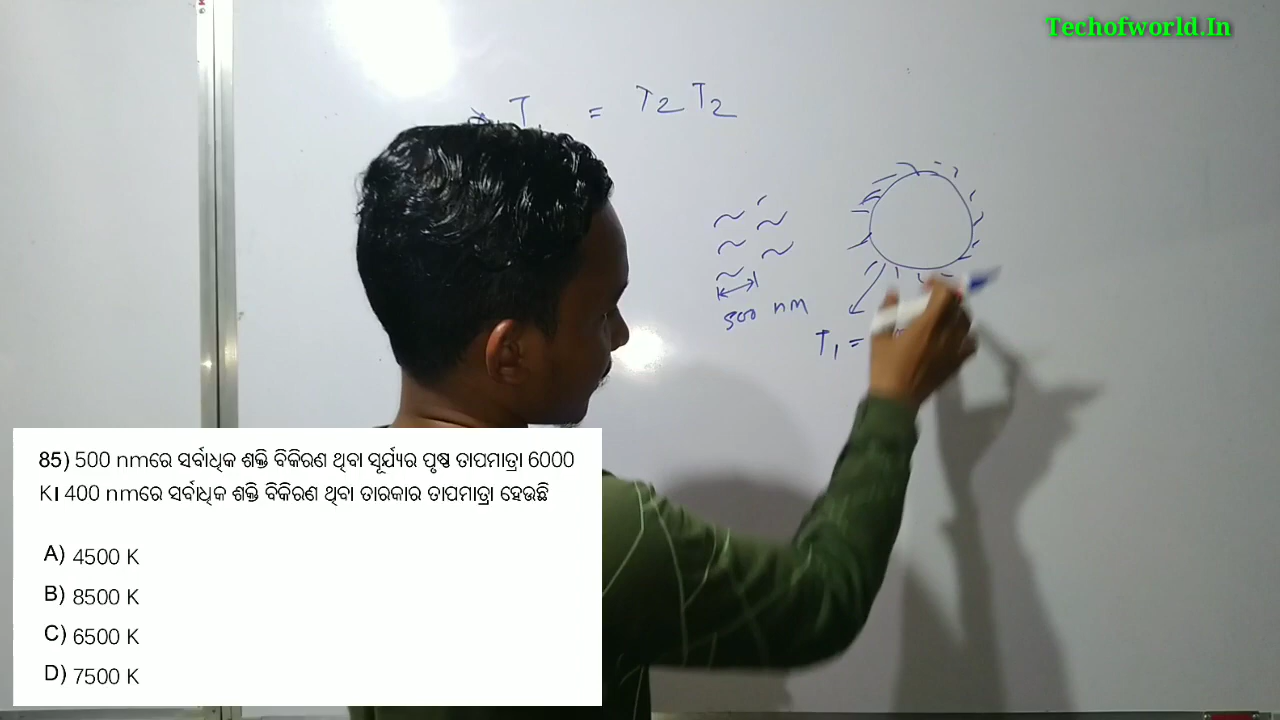 Techofworld.In
T = T2 T2
500 nm
T1 =
85) 500 nmରେ ସର୍ବାଧିକ ଶକ୍ତି ବିକିରଣ ଥିବା ସୂର୍ଯ୍ୟର ପୃଷ୍ଠ ତାପମାତ୍ରା 6000
K। 400 nmରେ ସର୍ବାଧିକ ଶକ୍ତି ବିକିରଣ ଥିବା ତାରକାର ତାପମାତ୍ରା ହେଉଛି
A) 4500 K
B) 8500 K
C) 6500 K
D) 7500 K